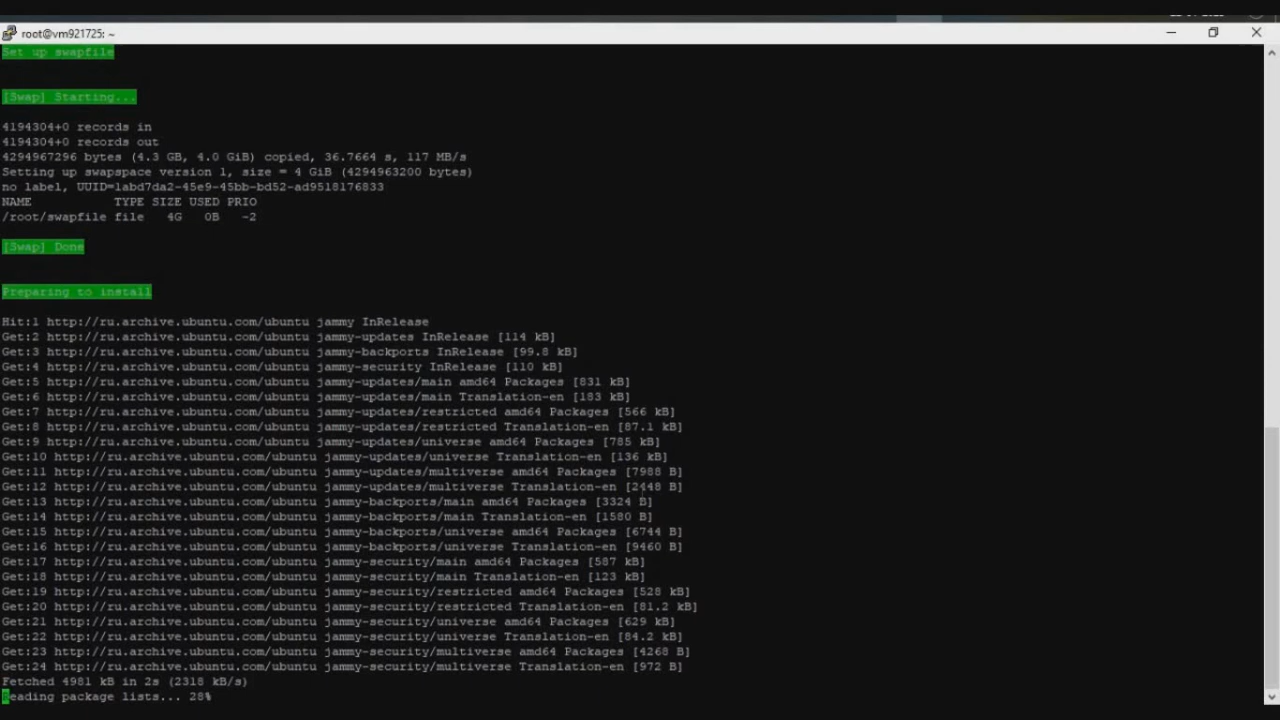 root@vm921725: ~
Set up swapfile
[Swap] Starting...
4194304+0 records in
4194304+0 records out
4294967296 bytes (4.3 GB, 4.0 GiB) copied, 36.7664 s, 117 MB/s
Setting up swapspace version 1, size = 4 GiB (4294963200 bytes)
no label, UUID=1abd7da2-45e9-45bb-bd52-ad9518176833
NAME TYPE SIZE USED PRIO
/root/swapfile file 4G 0B -2
[Swap] Done
Preparing to install
Hit:1 http://ru.archive.ubuntu.com/ubuntu jammy InRelease
Get:2 http://ru.archive.ubuntu.com/ubuntu jammy-updates InRelease [114 kB]
Get:3 http://ru.archive.ubuntu.com/ubuntu jammy-backports InRelease [99.8 kB]
Get:4 http://ru.archive.ubuntu.com/ubuntu jammy-security InRelease [110 kB]
Get:5 http://ru.archive.ubuntu.com/ubuntu jammy-updates/main amd64 Packages [831 kB]
Get:6 http://ru.archive.ubuntu.com/ubuntu jammy-updates/main Translation-en [183 kB]
Get:7 http://ru.archive.ubuntu.com/ubuntu jammy-updates/restricted amd64 Packages [566 kB]
Get:8 http://ru.archive.ubuntu.com/ubuntu jammy-updates/restricted Translation-en [87.1 kB]
Get:9 http://ru.archive.ubuntu.com/ubuntu jammy-updates/universe amd64 Packages [785 kB]
Get:10 http://ru.archive.ubuntu.com/ubuntu jammy-updates/universe Translation-en [136 kB]
Get:11 http://ru.archive.ubuntu.com/ubuntu jammy-updates/multiverse amd64 Packages [7988 B]
Get:12 http://ru.archive.ubuntu.com/ubuntu jammy-updates/multiverse Translation-en [2448 B]
Get:13 http://ru.archive.ubuntu.com/ubuntu jammy-backports/main amd64 Packages [3324 B]
Get:14 http://ru.archive.ubuntu.com/ubuntu jammy-backports/main Translation-en [1580 B]
Get:15 http://ru.archive.ubuntu.com/ubuntu jammy-backports/universe amd64 Packages [6744 B]
Get:16 http://ru.archive.ubuntu.com/ubuntu jammy-backports/universe Translation-en [9460 B]
Get:17 http://ru.archive.ubuntu.com/ubuntu jammy-security/main amd64 Packages [587 kB]
Get:18 http://ru.archive.ubuntu.com/ubuntu jammy-security/main Translation-en [123 kB]
Get:19 http://ru.archive.ubuntu.com/ubuntu jammy-security/restricted amd64 Packages [528 kB]
Get:20 http://ru.archive.ubuntu.com/ubuntu jammy-security/restricted Translation-en [81.2 kB]
Get:21 http://ru.archive.ubuntu.com/ubuntu jammy-security/universe amd64 Packages [629 kB]
Get:22 http://ru.archive.ubuntu.com/ubuntu jammy-security/universe Translation-en [84.2 kB]
Get:23 http://ru.archive.ubuntu.com/ubuntu jammy-security/multiverse amd64 Packages [4268 B]
Get:24 http://ru.archive.ubuntu.com/ubuntu jammy-security/multiverse Translation-en [972 B]
Fetched 4981 kB in 2s (2318 kB/s)
Reading package lists... 28%